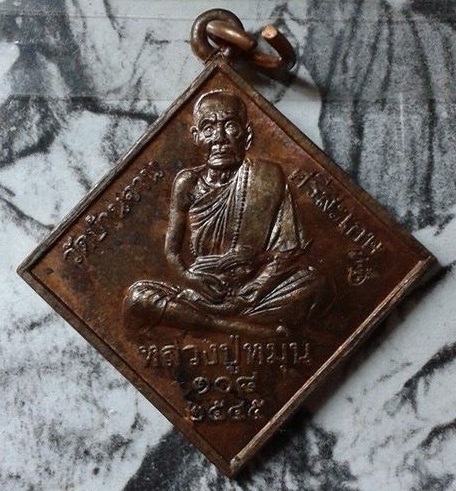 วัดบ้านจาน
ศรีสะเกษ
หลวงปู่หมุน
๑๐๘
๒๕๔๕